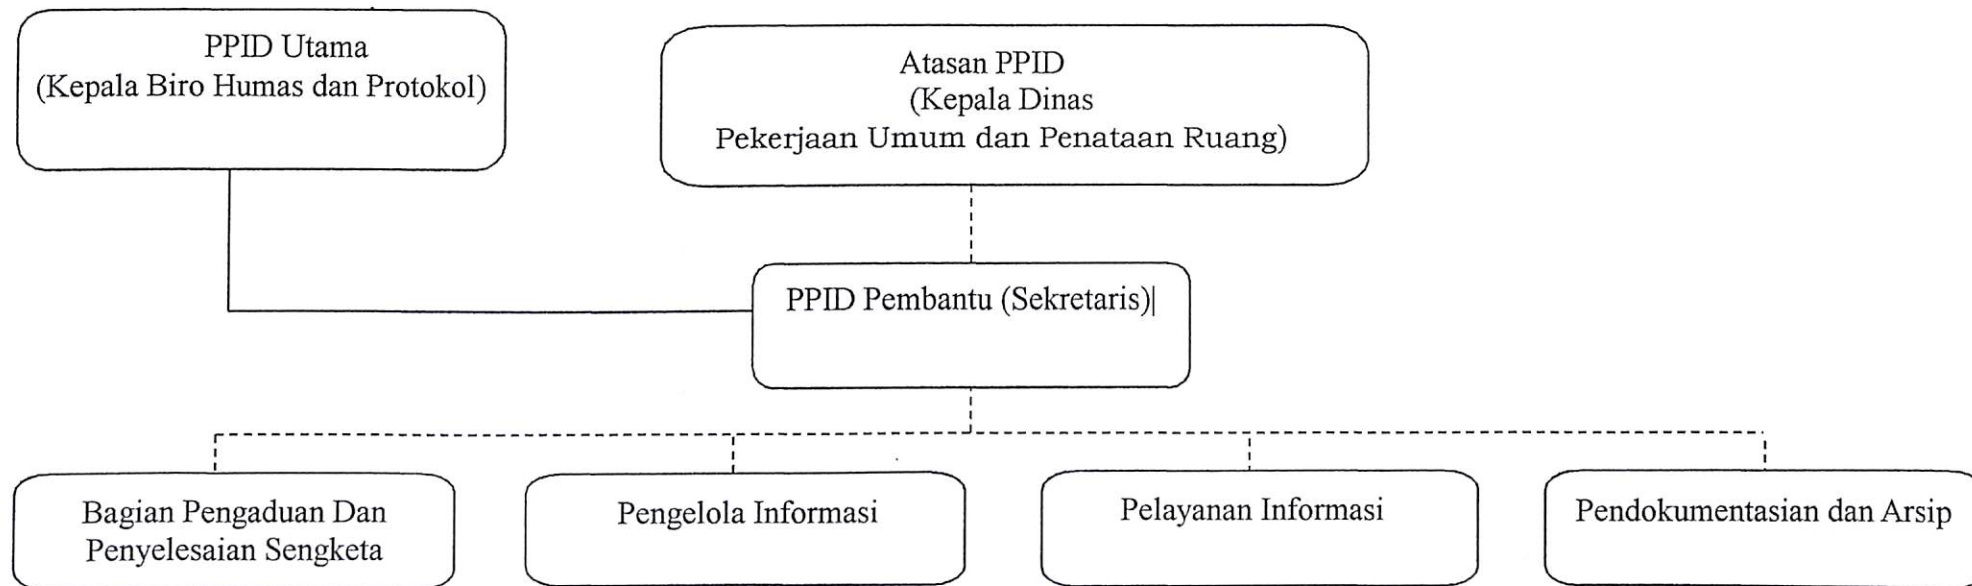 PPID Utama
(Kepala Biro Humas dan Protokol)
Atasan PPID
(Kepala Dinas
Pekerjaan Umum dan Penataan Ruang)
PPID Pembantu (Sekretaris)|
Bagian Pengaduan Dan
Penyelesaian Sengketa
Pengelola Informasi
Pelayanan Informasi
Pendokumentasian dan Arsip